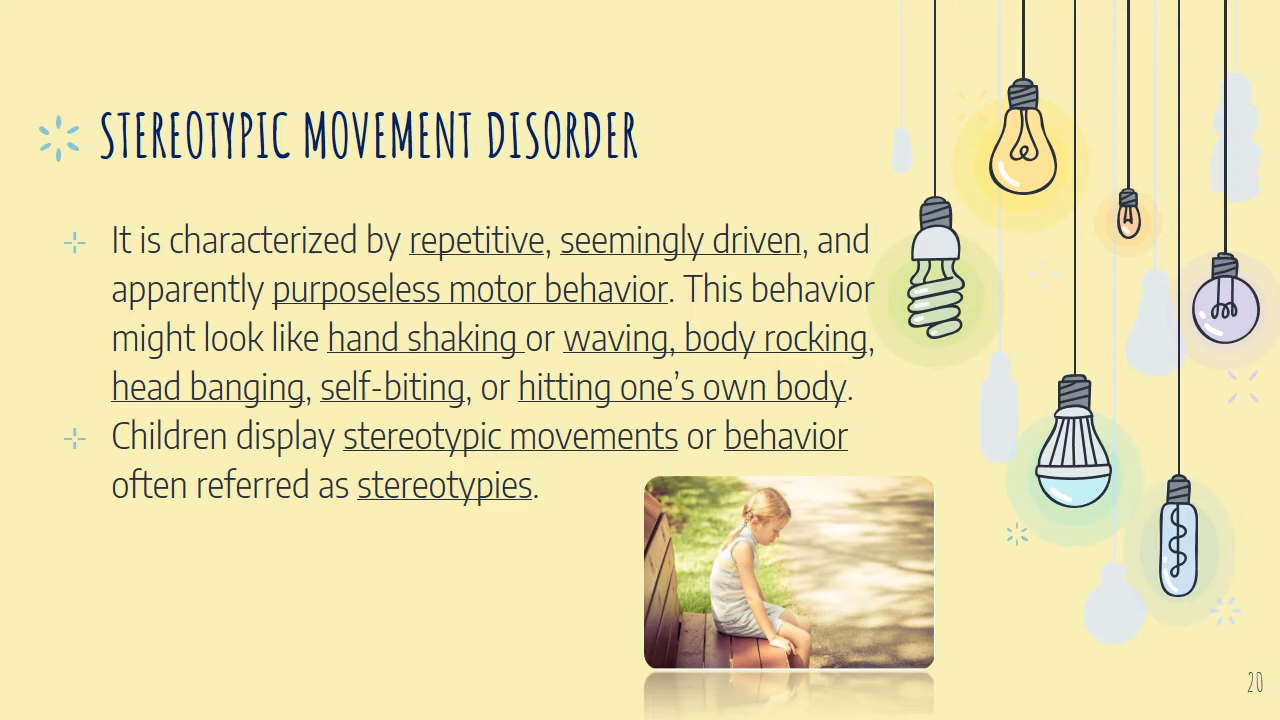 STEREOTYPIC MOVEMENT DISORDER
It is characterized by repetitive, seemingly driven, and
apparently purposeless motor behavior. This behavior
might look like hand shaking or waving, body rocking,
head banging, self-biting, or hitting one’s own body.
Children display stereotypic movements or behavior
often referred as stereotypies.
20